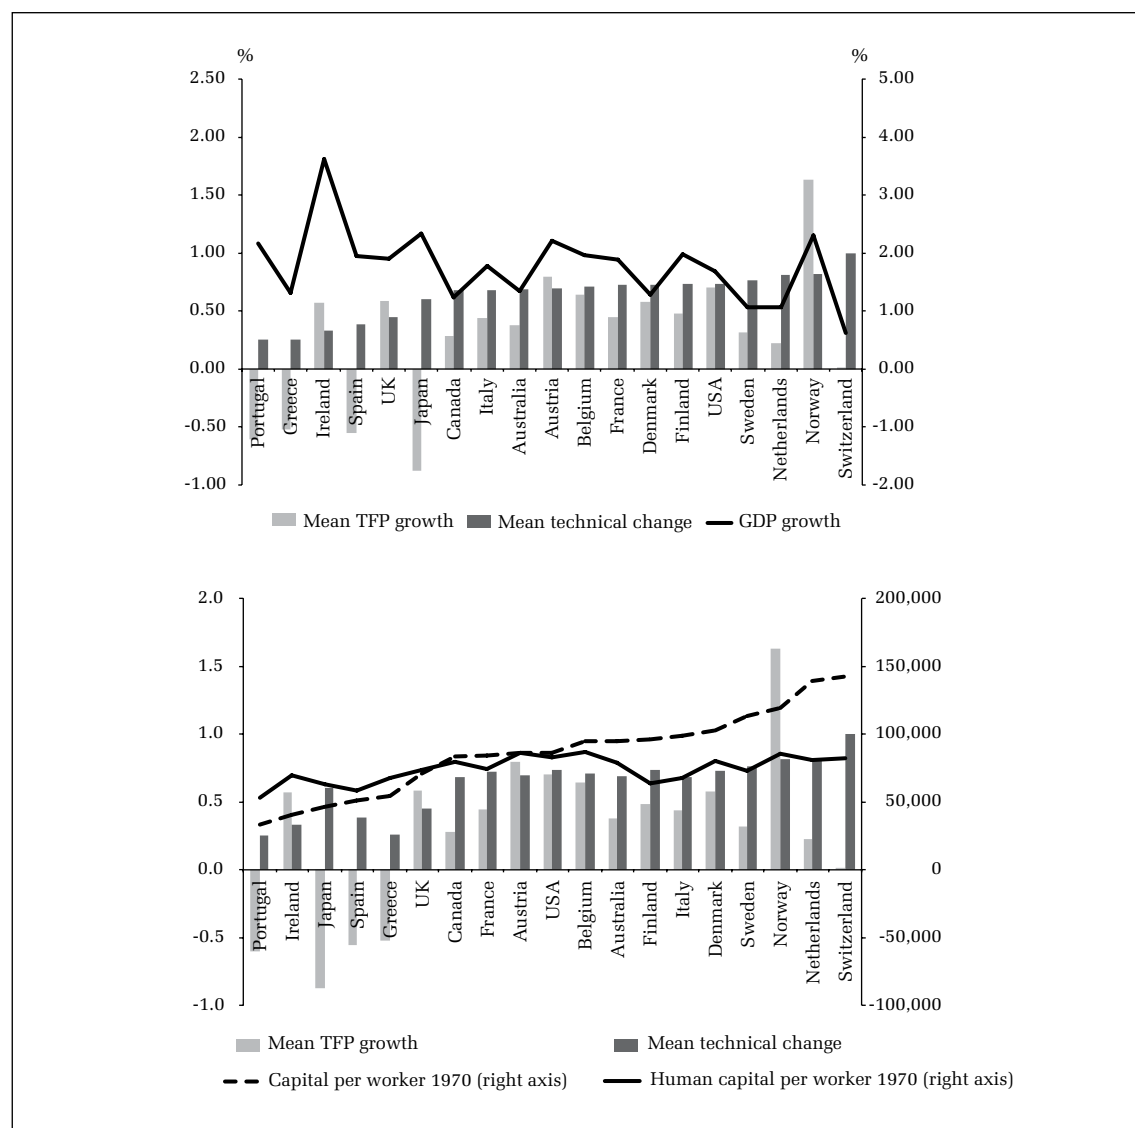 % %
2.50 5.00
2.00 4.00
1.50 3.00
1.00 2.00
0.50 1.00
0.00 0.00
-0.50 -1.00
-1.00 -2.00
Portugal
Greece
Ireland
Spain
UK
Japan
Canada
Italy
Australia
Austria
Belgium
France
Denmark
Finland
USA
Sweden
Netherlands
Norway
Switzerland
Mean TFP growth Mean technical change GDP growth
2.0 200,000
1.5 150,000
1.0 100,000
0.5 50,000
0.0 0
-0.5 -50,000
-1.0 -100,000
Portugal
Ireland
Japan
Spain
Greece
UK
Canada
France
Austria
USA
Belgium
Australia
Finland
Italy
Denmark
Sweden
Norway
Netherlands
Switzerland
Mean TFP growth Mean technical change
Capital per worker 1970 (right axis) Human capital per worker 1970 (right axis)